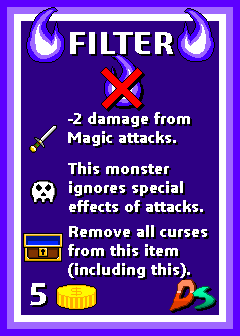 FILTER
-2 damage from
Magic attacks.
This monster
ignores special
effects of attacks.
Remove all curses
from this item
(including this).
5
DS